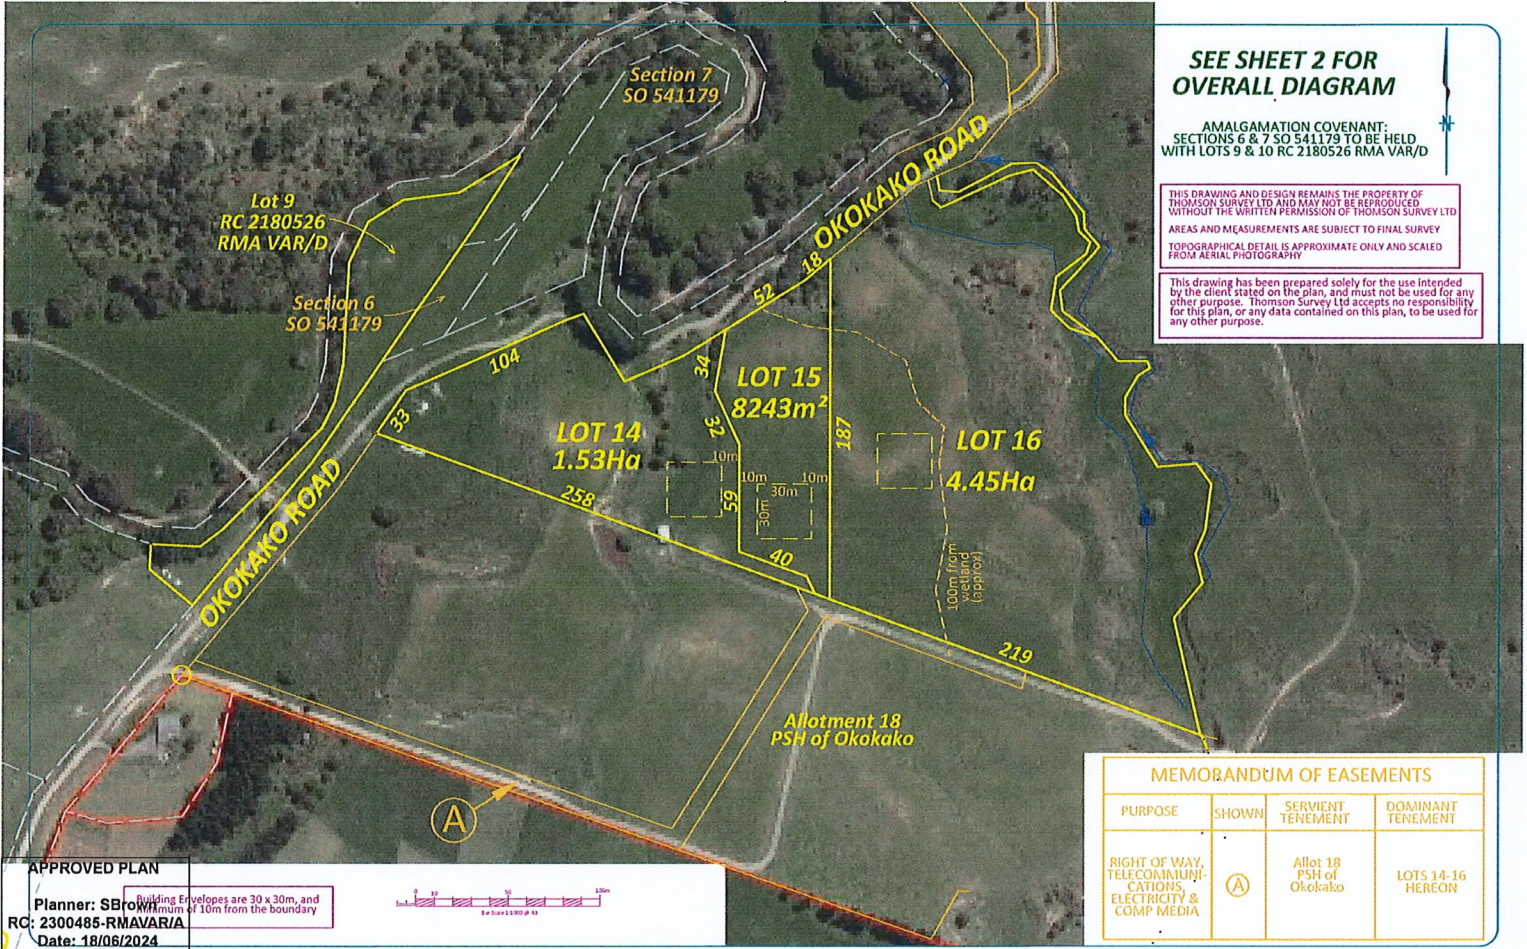 SEE SHEET 2 FOR
OVERALL DIAGRAM
N
AMALGAMATION COVENANT:
SECTIONS 6 & 7 SO 541179 TO BE HELD
WITH LOTS 9 & 10 RC 2180526 RMA VAR/D
THIS DRAWING AND DESIGN REMAINS THE PROPERTY OF
THOMSON SURVEY LTD AND MAY NOT BE REPRODUCED
WITHOUT THE WRITTEN PERMISSION OF THOMSON SURVEY LTD
AREAS AND MEASUREMENTS ARE SUBJECT TO FINAL SURVEY
TOPOGRAPHICAL DETAIL IS APPROXIMATE ONLY AND SCALED
FROM AERIAL PHOTOGRAPHY
This drawing has been prepared solely for the use intended
by the client stated on the plan, and must not be used for any
other purpose. Thomson Survey Ltd accepts no responsibility
for this plan, or any data contained on this plan, to be used for
any other purpose.
Section 7
SO 541179
Lot 9
RC 2180526
RMA VAR/D
Section 6
SO 541179
OKOKAKO ROAD
18
52
104
34
33
32
LOT 15
8243m²
187
LOT 14
1.53Ha
LOT 16
4.45Ha
10m
10m
10m
30m
30m
258
59
40
OKOKAKO ROAD
100m from
wetland
(approx)
219
Allotment 18
PSH of Okokako
A
MEMORANDUM OF EASEMENTS
PURPOSE
SHOWN
SERVIENT
TENEMENT
DOMINANT
TENEMENT
RIGHT OF WAY,
TELECOMMUNI-
CATIONS,
ELECTRICITY &
COMP MEDIA
A
Allot 18
PSH of
Okokako
LOTS 14-16
HEREON
APPROVED PLAN
Planner: SBrown
RC: 2300485-RMAVAR/A
Date: 18/06/2024
Building Envelopes are 30 x 30m, and
minimum of 10m from the boundary
0 10 50 100m